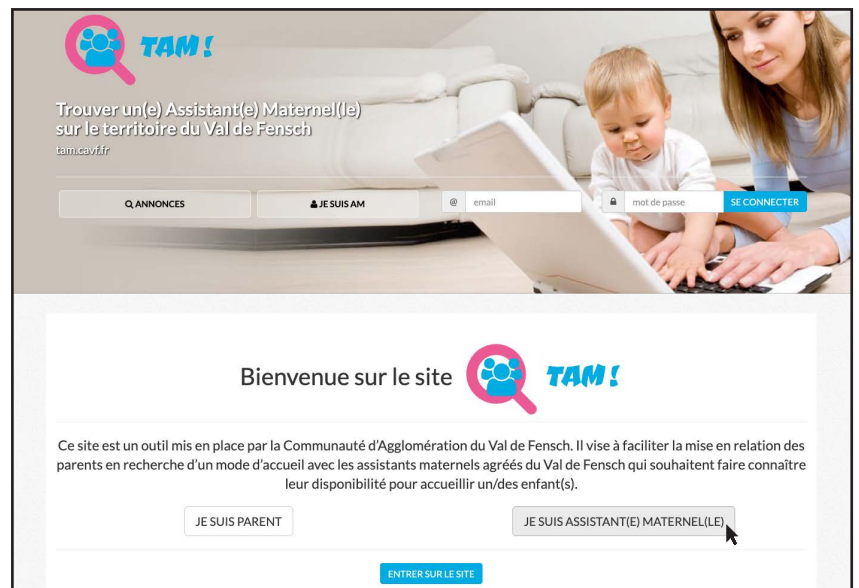 TAM !
Trouver un(e) Assistant(e) Maternel(le)
sur le territoire du Val de Fensch
tam.cavf.fr
ANNONCES
JE SUIS AM
@ email
mot de passe
SE CONNECTER
Bienvenue sur le site
TAM !
Ce site est un outil mis en place par la Communauté d'Agglomération du Val de Fensch. Il vise à faciliter la mise en relation des
parents en recherche d'un mode d'accueil avec les assistants maternels agréés du Val de Fensch qui souhaitent faire connaître
leur disponibilité pour accueillir un/des enfant(s).
JE SUIS PARENT
JE SUIS ASSISTANT(E) MATERNEL(LE)
ENTRER SUR LE SITE